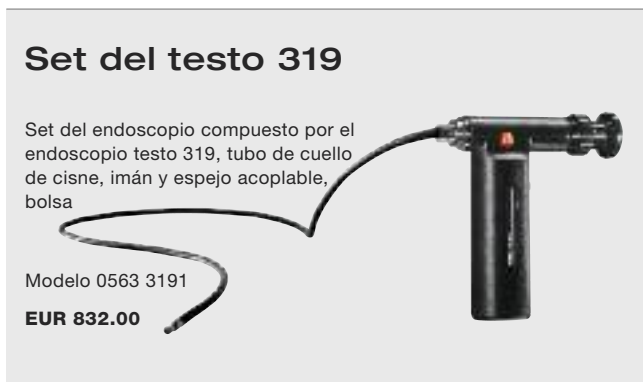 Set del testo 319
Set del endoscopio compuesto por el
endoscopio testo 319, tubo de cuello
de cisne, imán y espejo acoplable,
bolsa
Modelo 0563 3191
EUR 832.00